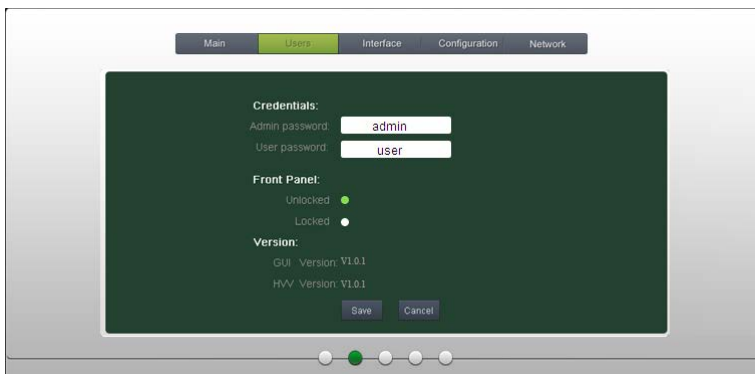 Main Users Interface Configuration Network
Credentials:
Admin password: admin
User password: user
Front Panel:
Unlocked
Locked
Version:
GUI Version: V1.0.1
HW Version: V1.0.1
Save Cancel